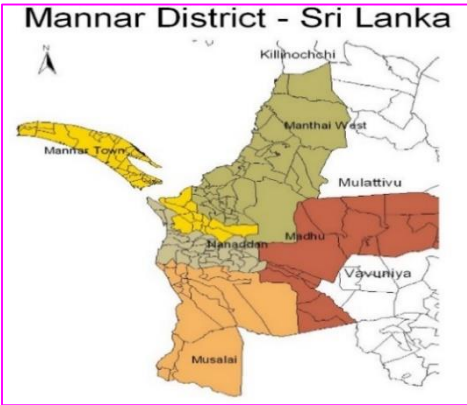 Mannar District - Sri Lanka
N
Killinochchi
Manthai West
Mannar Town
Mulattivu
Nanaddan
Madhu
Vavuniya
Musalai